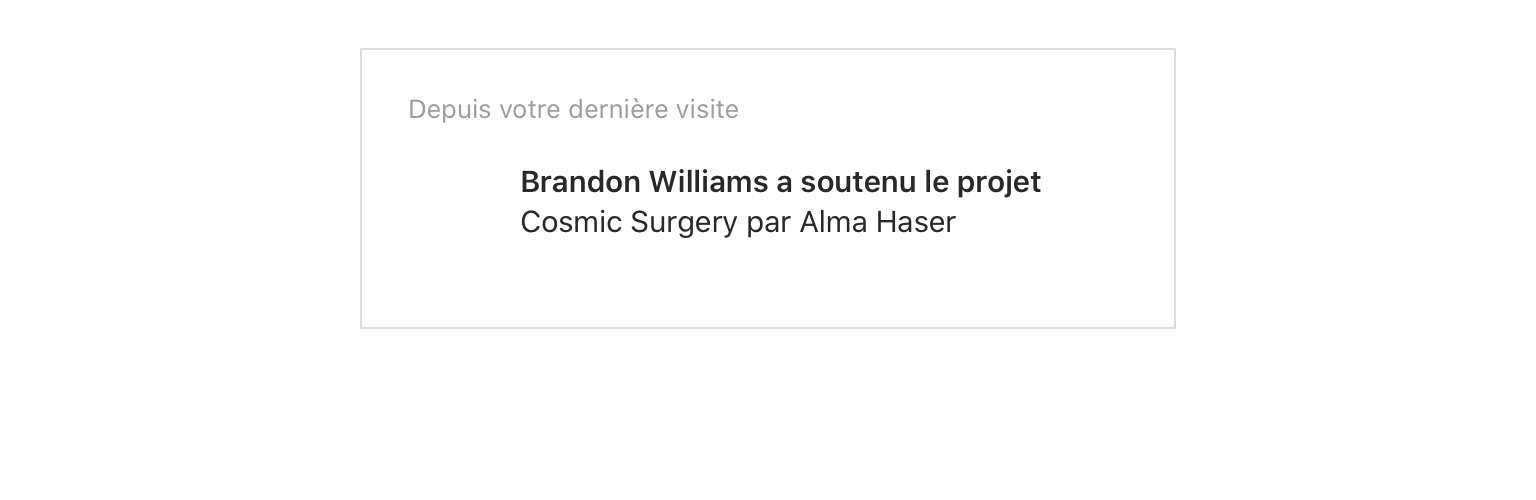 Depuis votre dernière visite
Brandon Williams a soutenu le projet
Cosmic Surgery par Alma Haser